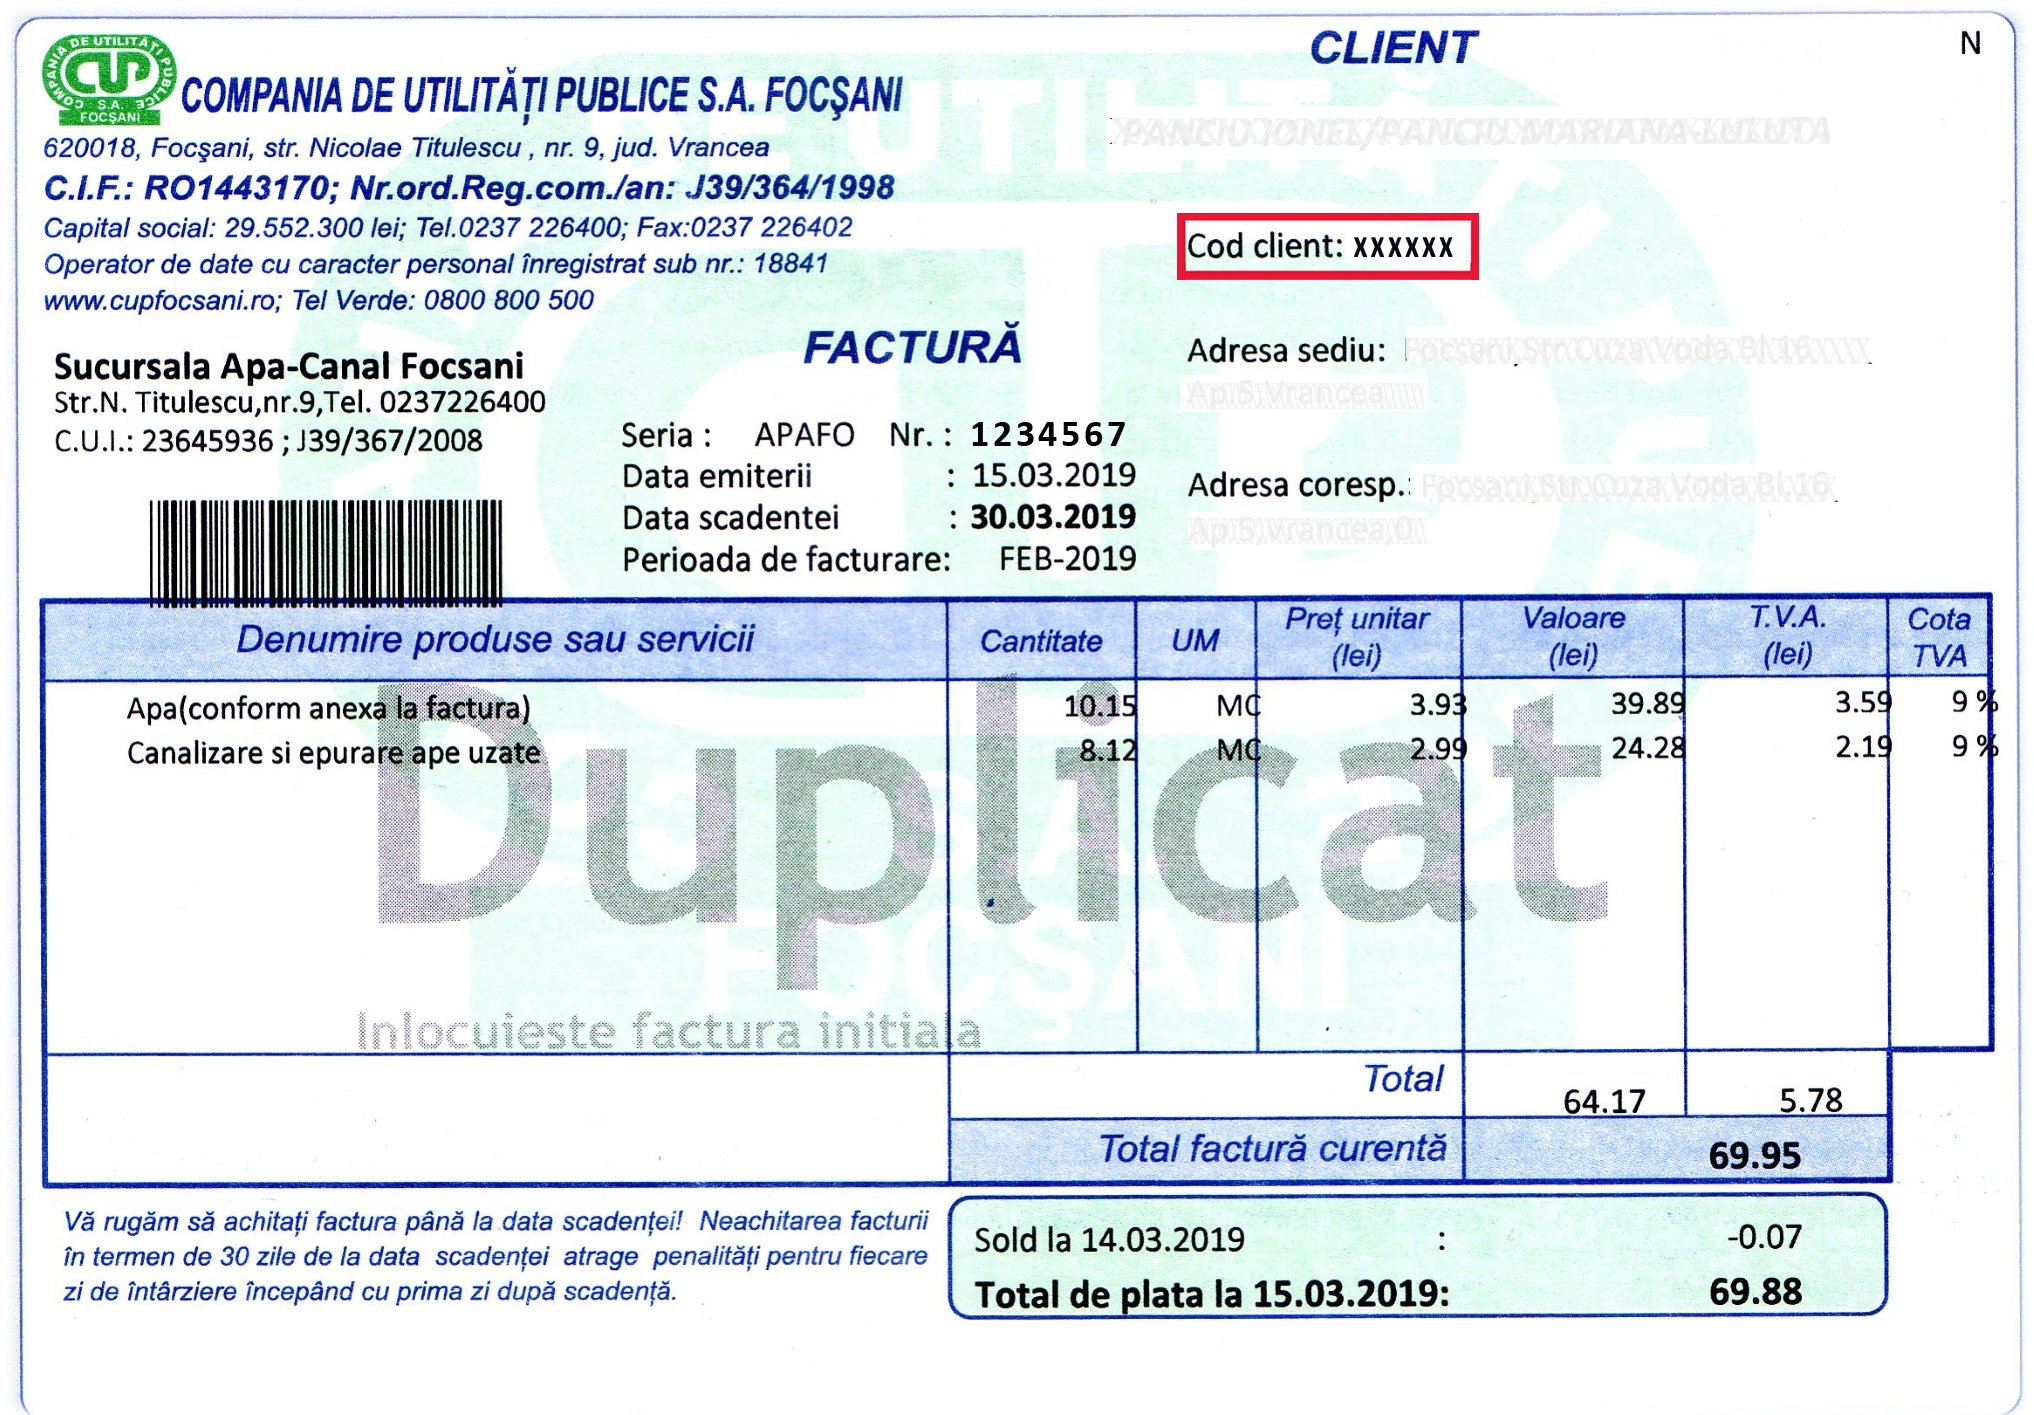 CLIENT
N
COMPANIA DE UTILITĂȚI PUBLICE
CUP
S.A.
FOCȘANI
COMPANIA DE UTILITĂȚI PUBLICE S.A. FOCȘANI
620018, Focșani, str. Nicolae Titulescu , nr. 9, jud. Vrancea
C.I.F.: RO1443170; Nr.ord.Reg.com./an: J39/364/1998
Capital social: 29.552.300 lei; Tel.0237 226400; Fax:0237 226402
Operator de date cu caracter personal înregistrat sub nr.: 18841
www.cupfocsani.ro; Tel Verde: 0800 800 500
Cod client: XXXXXX
FACTURĂ
Sucursala Apa-Canal Focsani
Str.N. Titulescu,nr.9,Tel. 0237226400
C.U.I.: 23645936 ; J39/367/2008
Seria : APAFO Nr. : 1234567
Data emiterii : 15.03.2019
Data scadentei : 30.03.2019
Perioada de facturare: FEB-2019
Adresa sediu:
Adresa coresp.:
Denumire produse sau servicii Cantitate UM Preț unitar (lei) Valoare (lei) T.V.A. (lei) Cota TVA
Apa(conform anexa la factura) 10.15 MC 3.93 39.89 3.59 9 %
Canalizare si epurare ape uzate 8.12 MC 2.99 24.28 2.19 9 %
Duplicat
Inlocuieste factura initiala
Total 64.17 5.78
Total factură curentă 69.95
Vă rugăm să achitați factura până la data scadenței! Neachitarea facturii
în termen de 30 zile de la data scadenței atrage penalități pentru fiecare
zi de întârziere începând cu prima zi după scadență.
Sold la 14.03.2019 : -0.07
Total de plata la 15.03.2019: 69.88